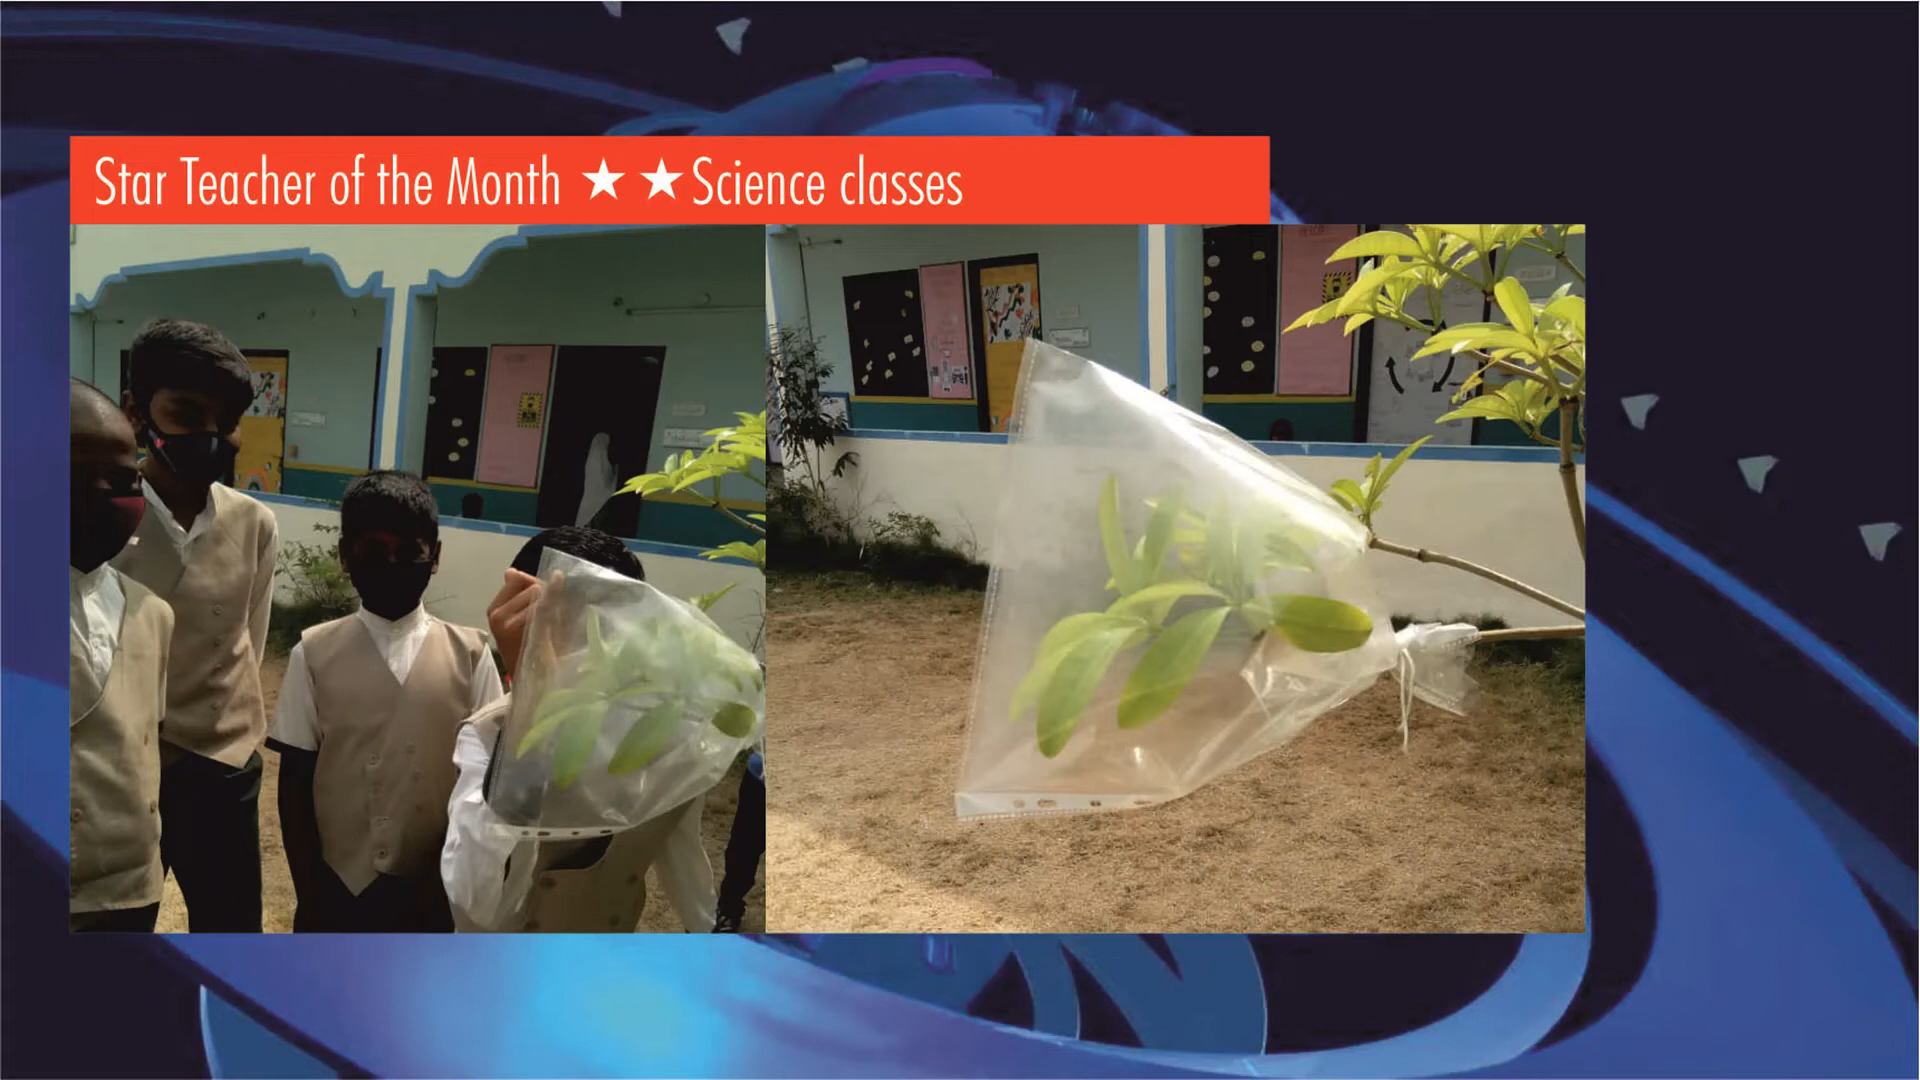 Star Teacher of the Month ★ ★Science classes